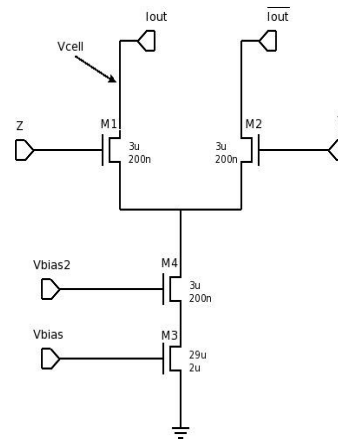 Iout
Iout
Vcell
Z
M1
3u
200n
M2
3u
200n
Vbias2
M4
3u
200n
Vbias
M3
29u
2u